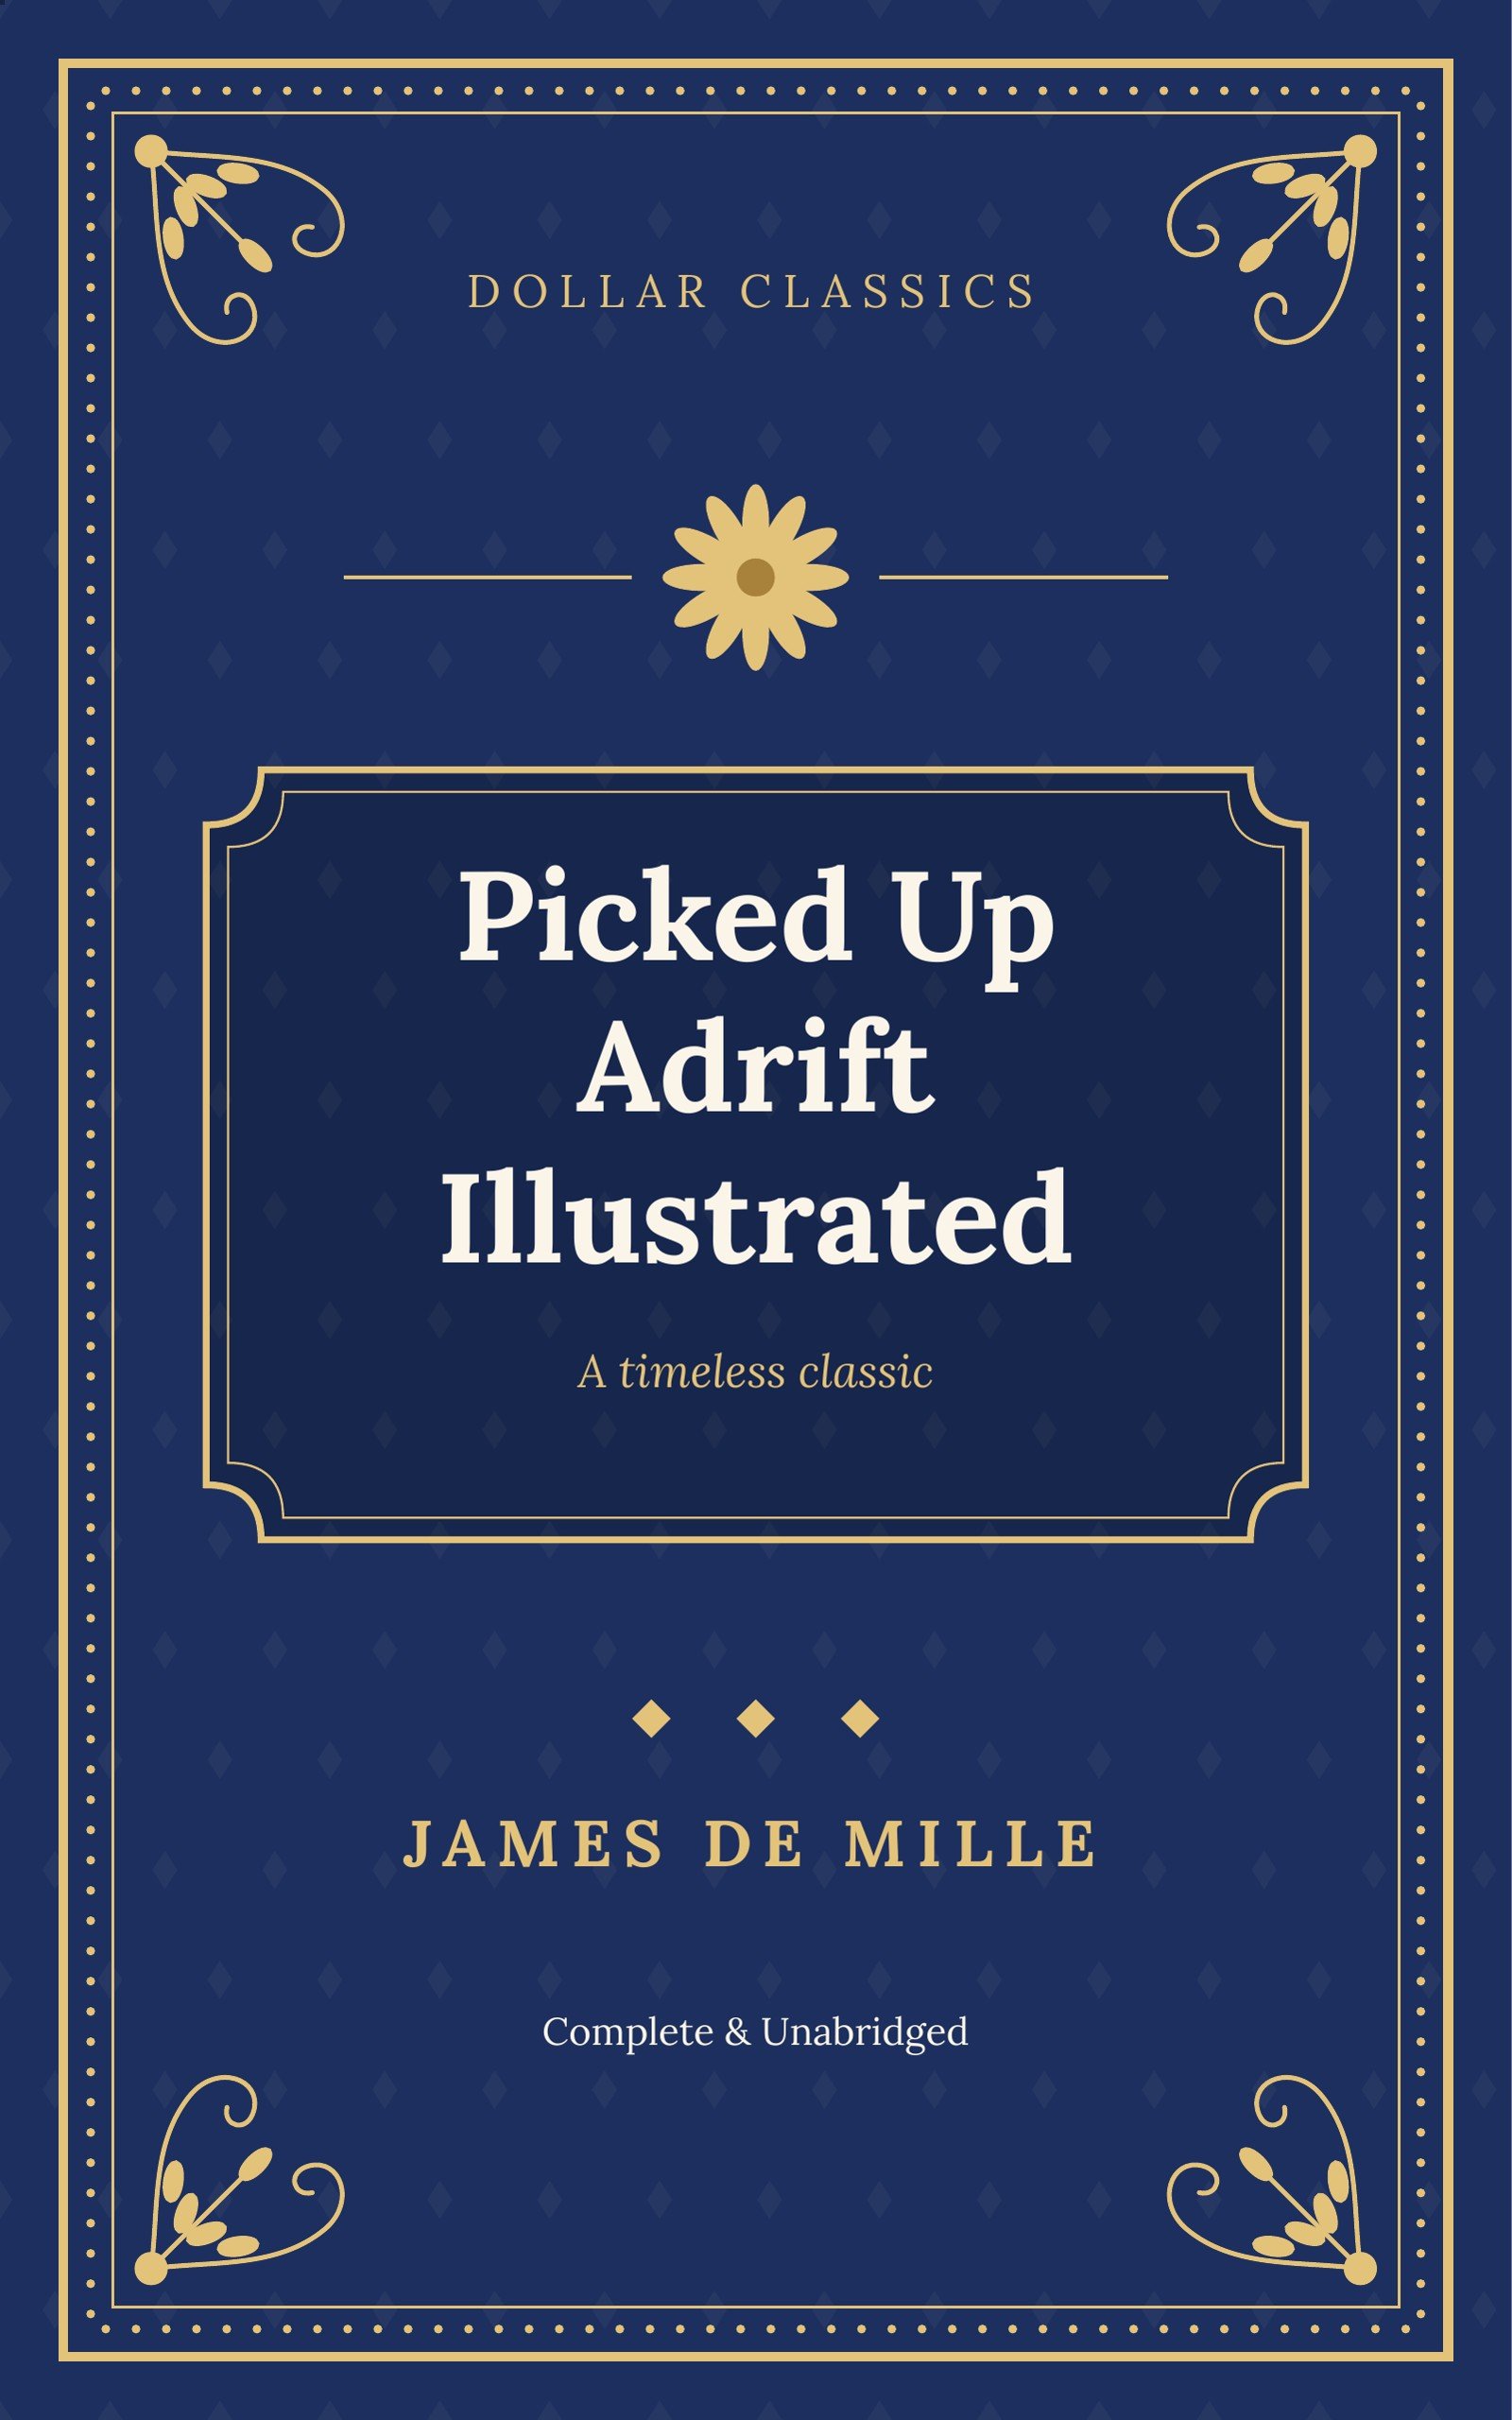 DOLLAR CLASSICS
Picked Up
Adrift
Illustrated
A timeless classic
JAMES DE MILLE
Complete & Unabridged